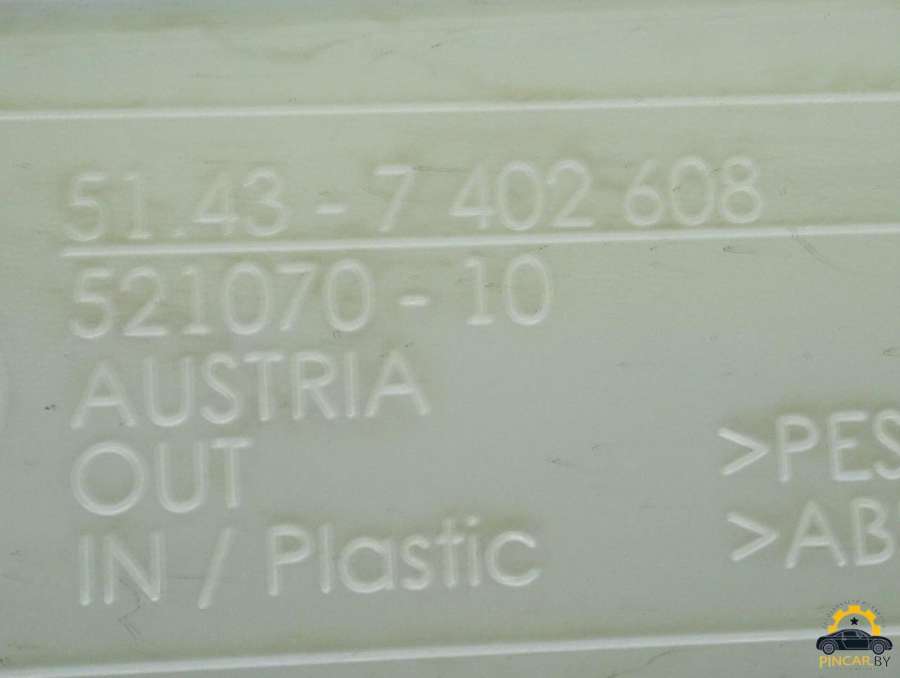 51.43 - 7 402 608
521070 - 10
AUSTRIA
OUT
IN / Plastic
>PES
>AB
PINCAR.BY